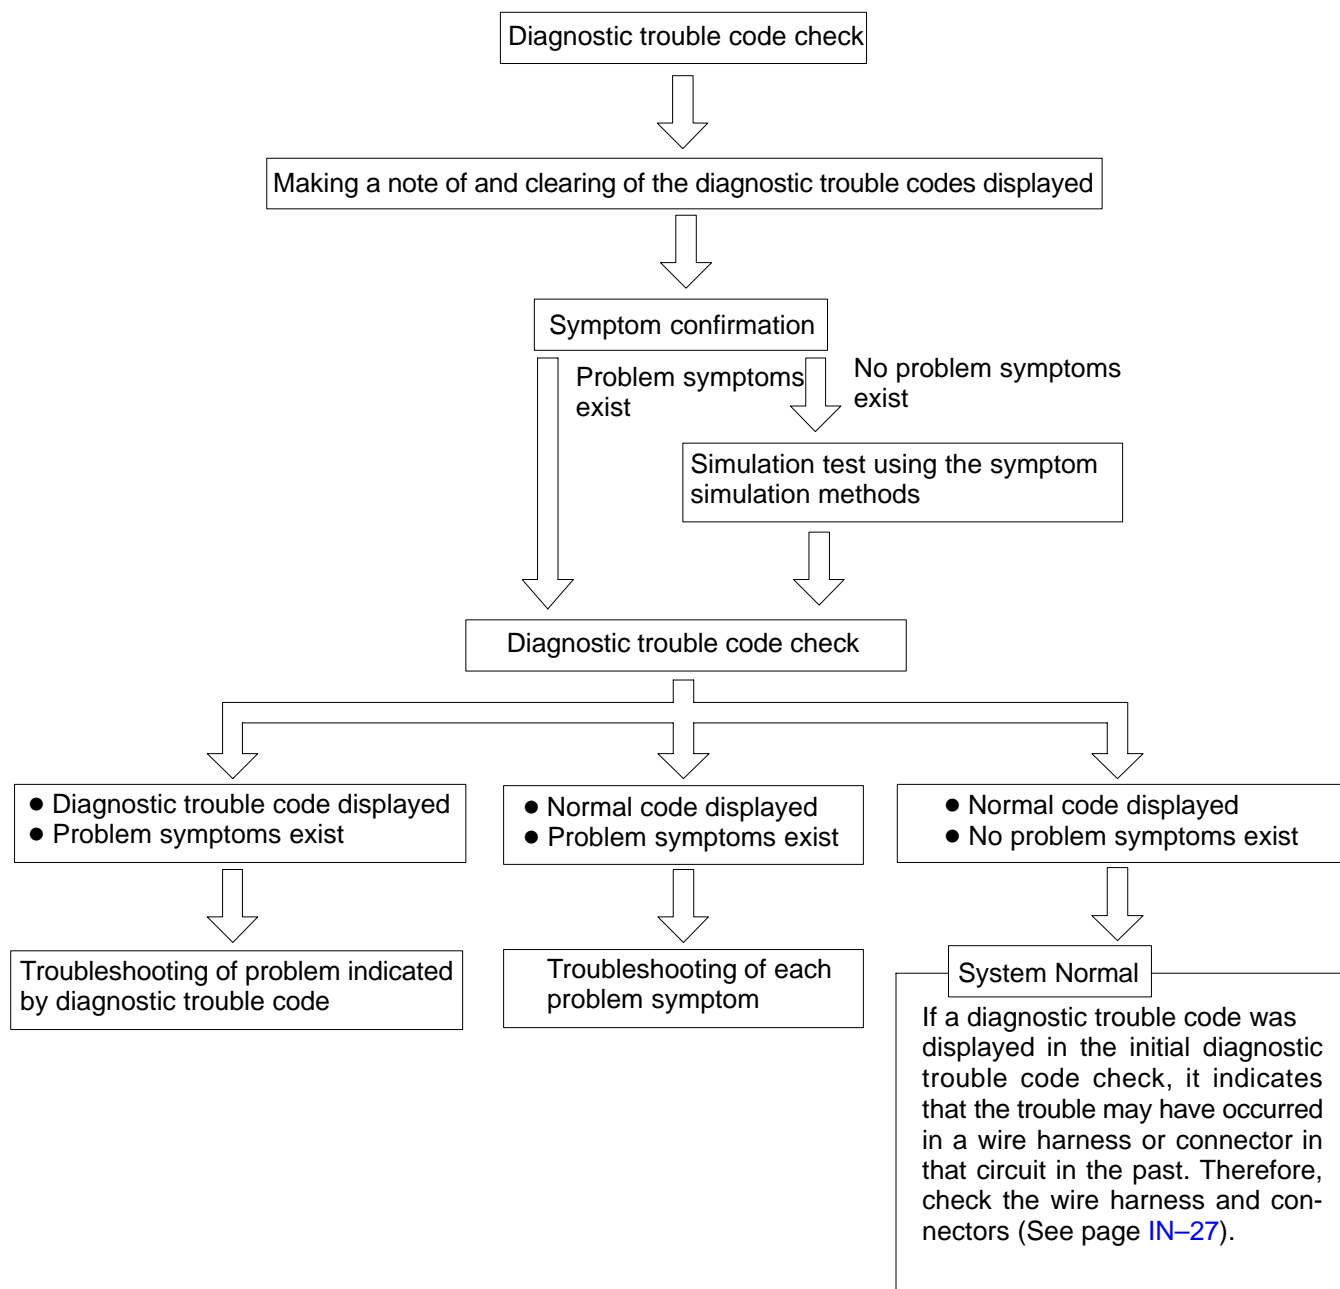 Diagnostic trouble code check
Making a note of and clearing of the diagnostic trouble codes displayed
Symptom confirmation
Problem symptoms
exist
No problem symptoms
exist
Simulation test using the symptom
simulation methods
Diagnostic trouble code check
● Diagnostic trouble code displayed
● Problem symptoms exist
● Normal code displayed
● Problem symptoms exist
● Normal code displayed
● No problem symptoms exist
Troubleshooting of problem indicated
by diagnostic trouble code
Troubleshooting of each
problem symptom
System Normal
If a diagnostic trouble code was
displayed in the initial diagnostic
trouble code check, it indicates
that the trouble may have occurred
in a wire harness or connector in
that circuit in the past. Therefore,
check the wire harness and con-
nectors (See page IN–27).